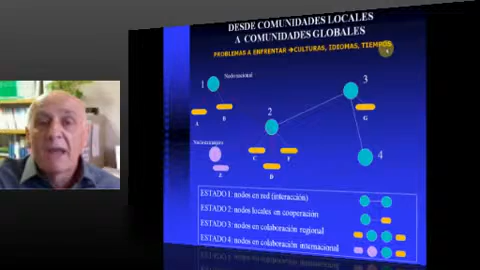 DESDE COMUNIDADES LOCALES
A COMUNIDADES GLOBALES
PROBLEMAS A ENFRENTAR ➔CULTURAS, IDIOMAS, TIEMPOS
Nodo nacional
1
3
A
B
G
2
C
F
D
E
4
ESTADO 1: nodos en red (interacción)
ESTADO 2: nodos locales en cooperación
ESTADO 3: nodos en colaboración regional
ESTADO 4: nodos en colaboración internacional